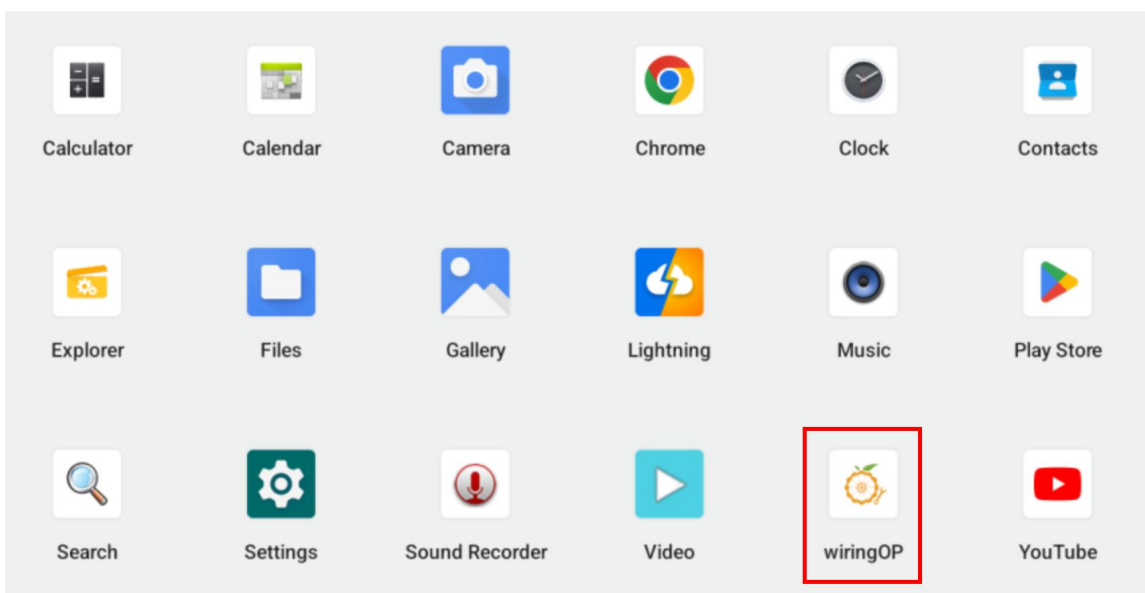 Calculator Calendar Camera Chrome Clock Contacts
Explorer Files Gallery Lightning Music Play Store
Search Settings Sound Recorder Video wiringOP YouTube